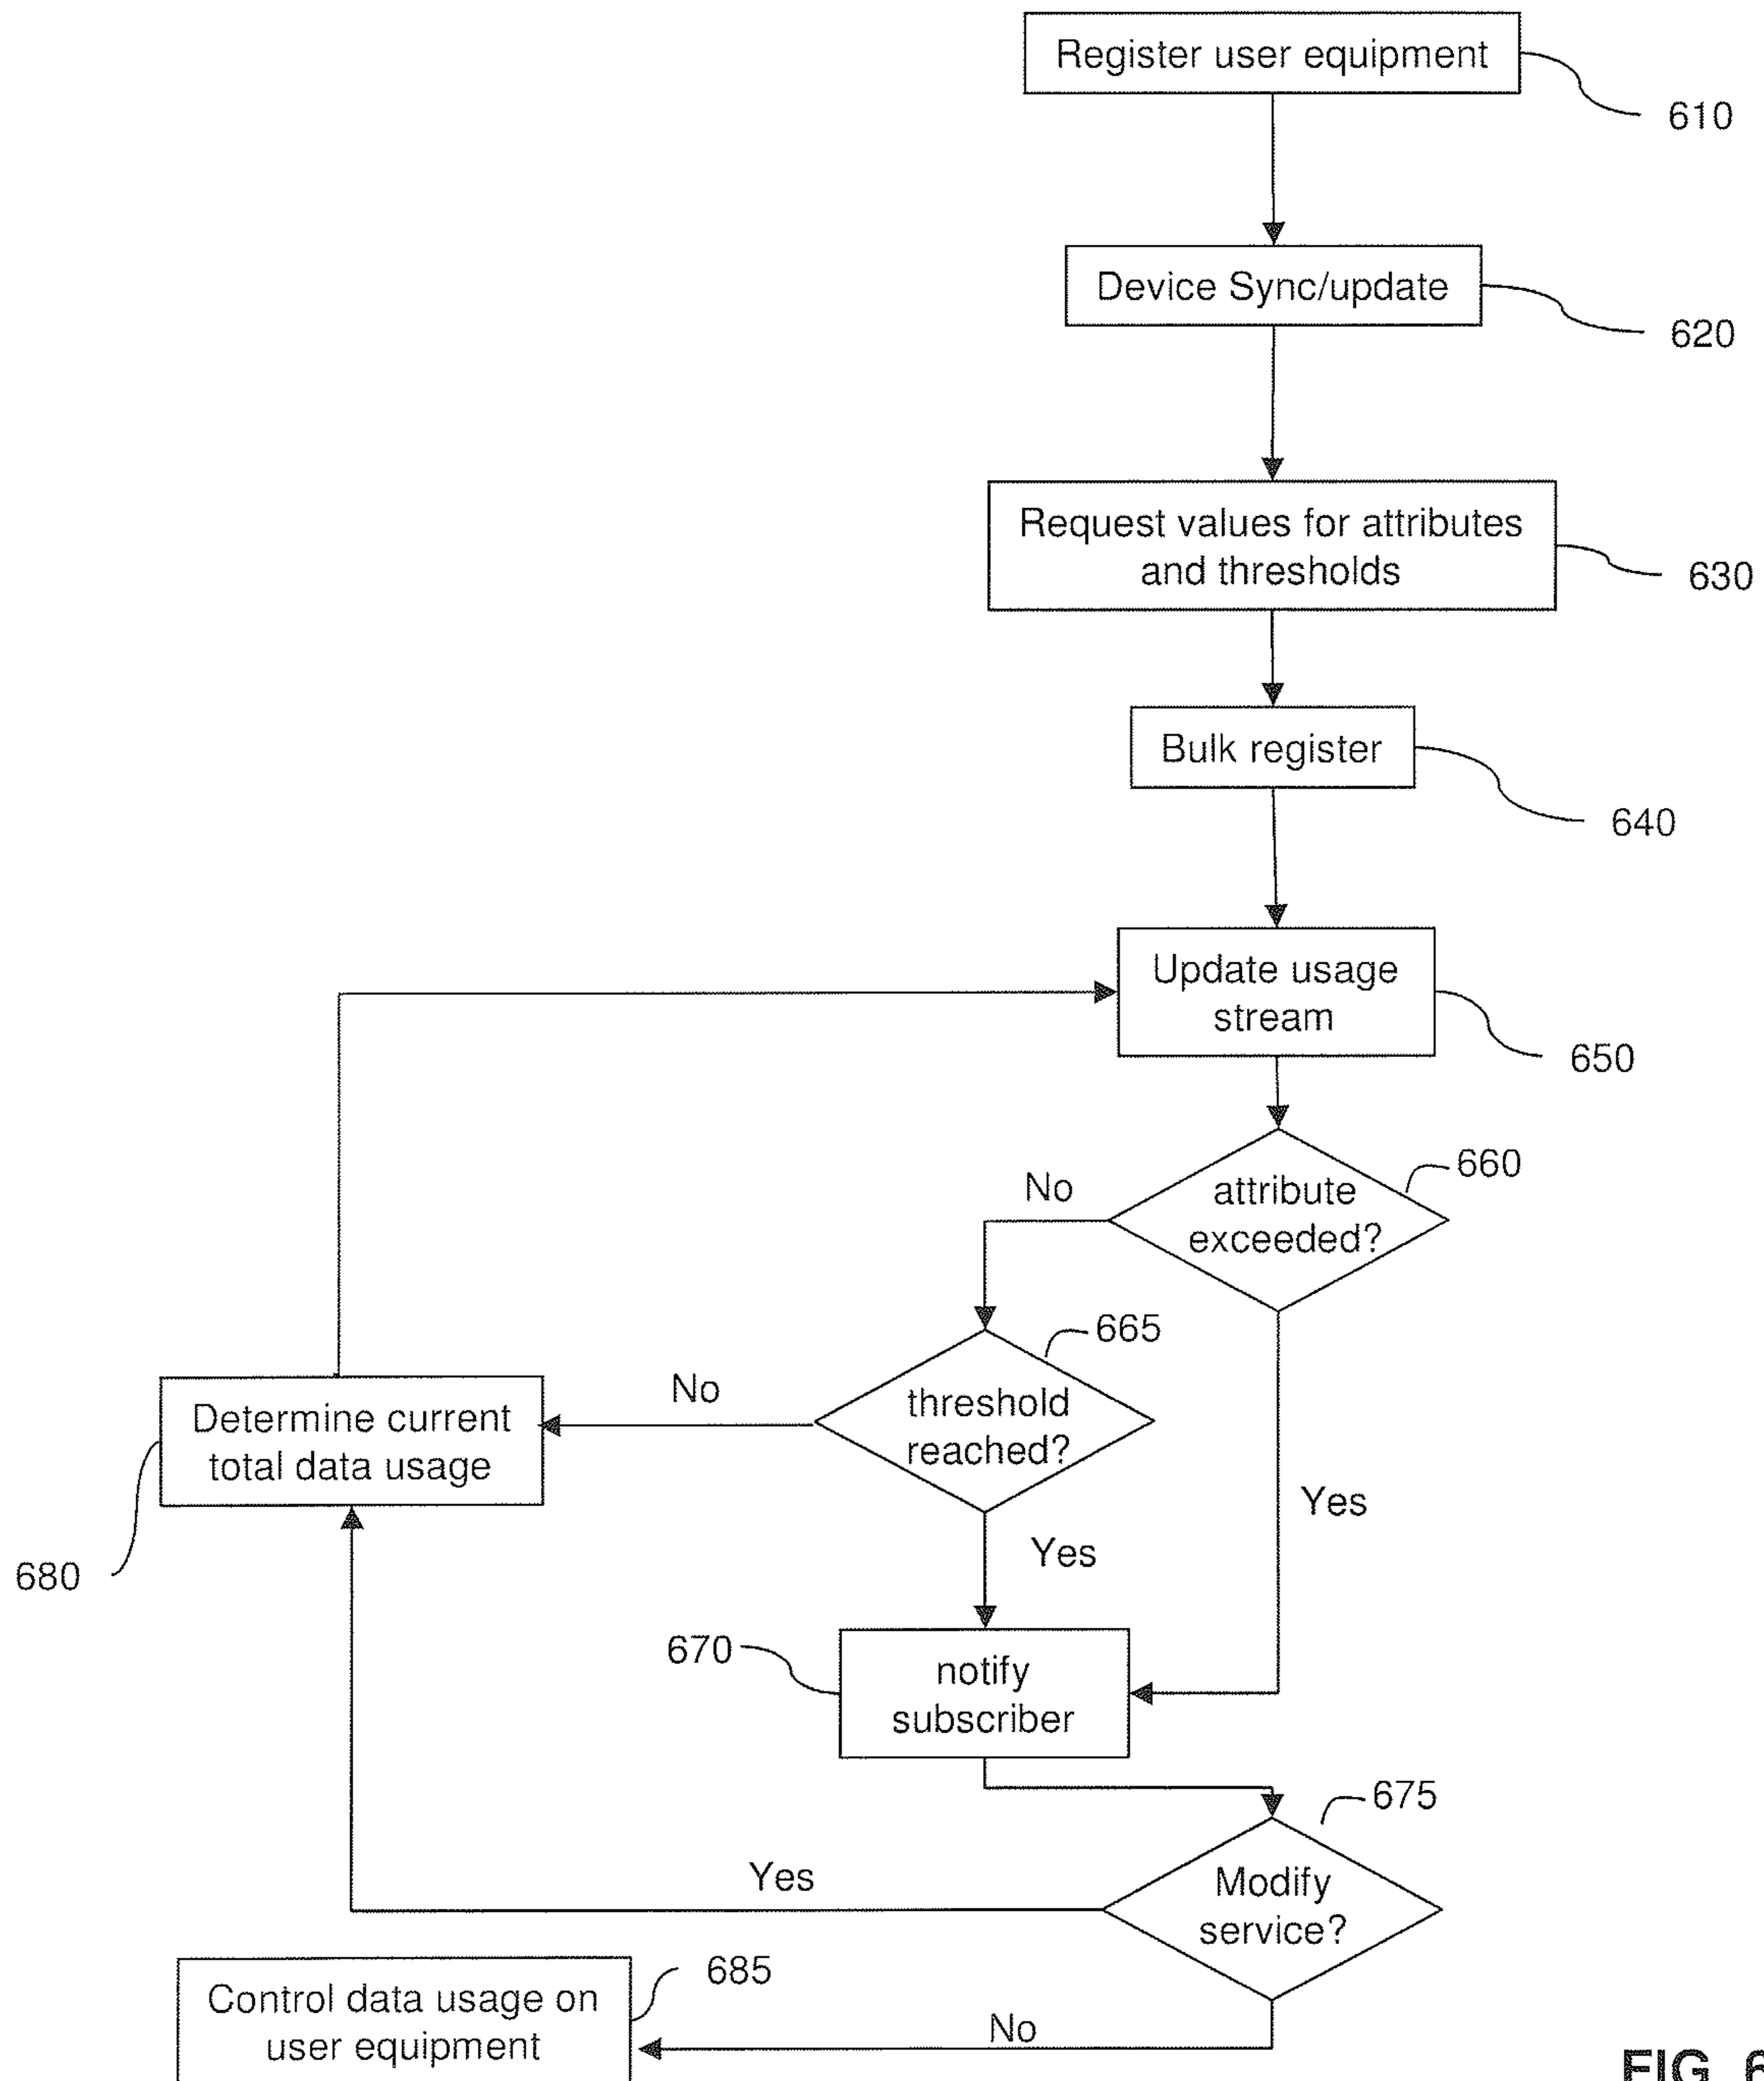 Register user equipment
610
Device Sync/update
620
Request values for attributes
and thresholds
630
Bulk register
640
Update usage
stream
650
attribute
exceeded?
660
No
Yes
threshold
reached?
665
No
Yes
Determine current
total data usage
680
notify
subscriber
670
Modify
service?
675
Yes
No
Control data usage on
user equipment
685
FIG. 6